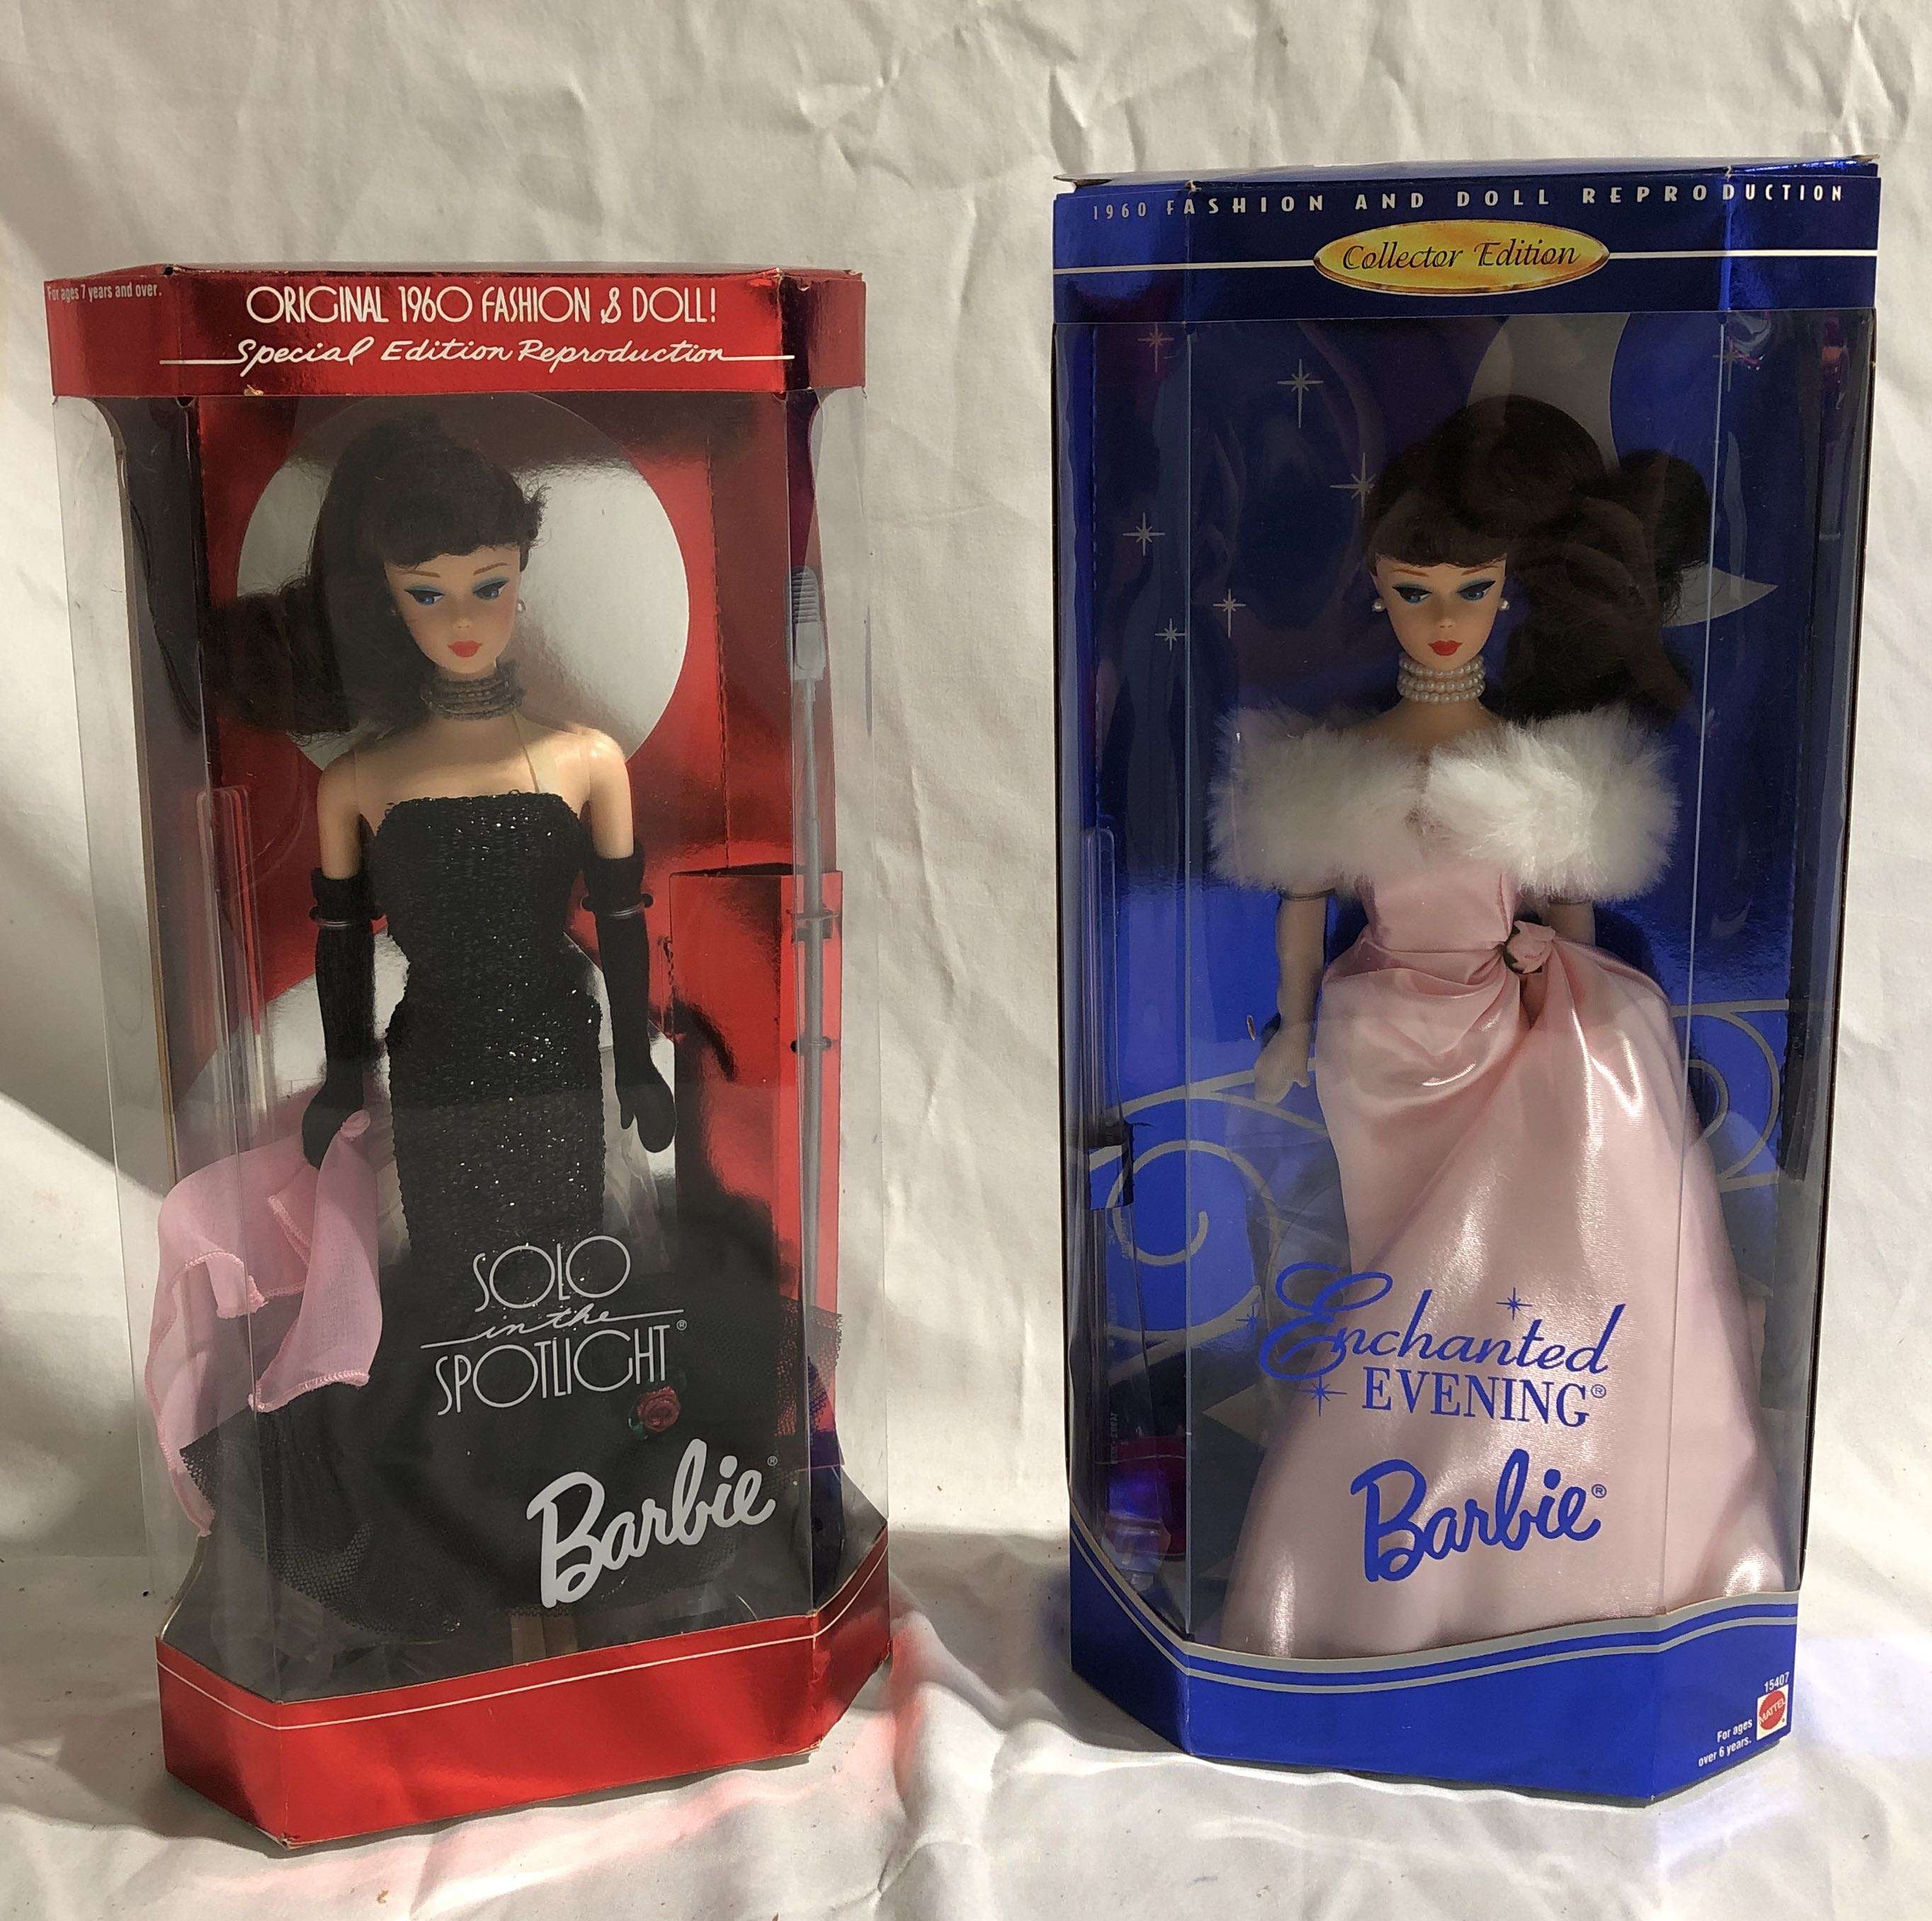 For ages 7 years and over.
ORIGINAL 1960 FASHION & DOLL!
Special Edition Reproduction
SOLO
in the
SPOTLIGHT®
Barbie®
1960 FASHION AND DOLL REPRODUCTION
Collector Edition
Enchanted
EVENING®
Barbie®
15407
MATTEL
For ages
over 6 years.